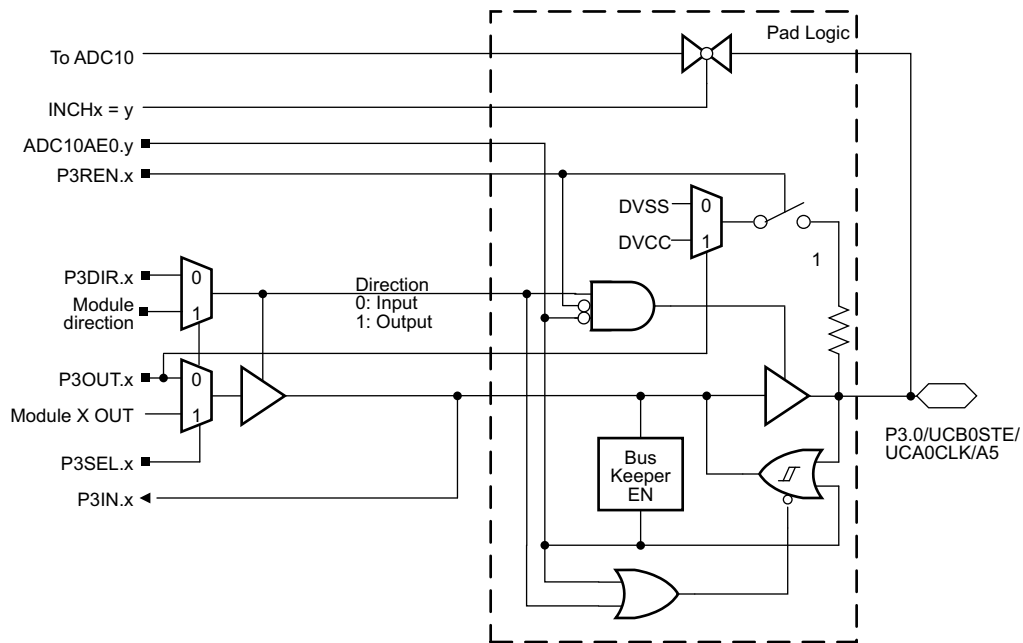 Pad Logic
To ADC10
INCHx = y
ADC10AE0.y
P3REN.x
DVSS
0
DVCC
1
1
P3DIR.x
0
Module
direction
1
Direction
0: Input
1: Output
P3OUT.x
0
Module X OUT
1
P3SEL.x
P3IN.x
Bus
Keeper
EN
P3.0/UCB0STE/
UCA0CLK/A5